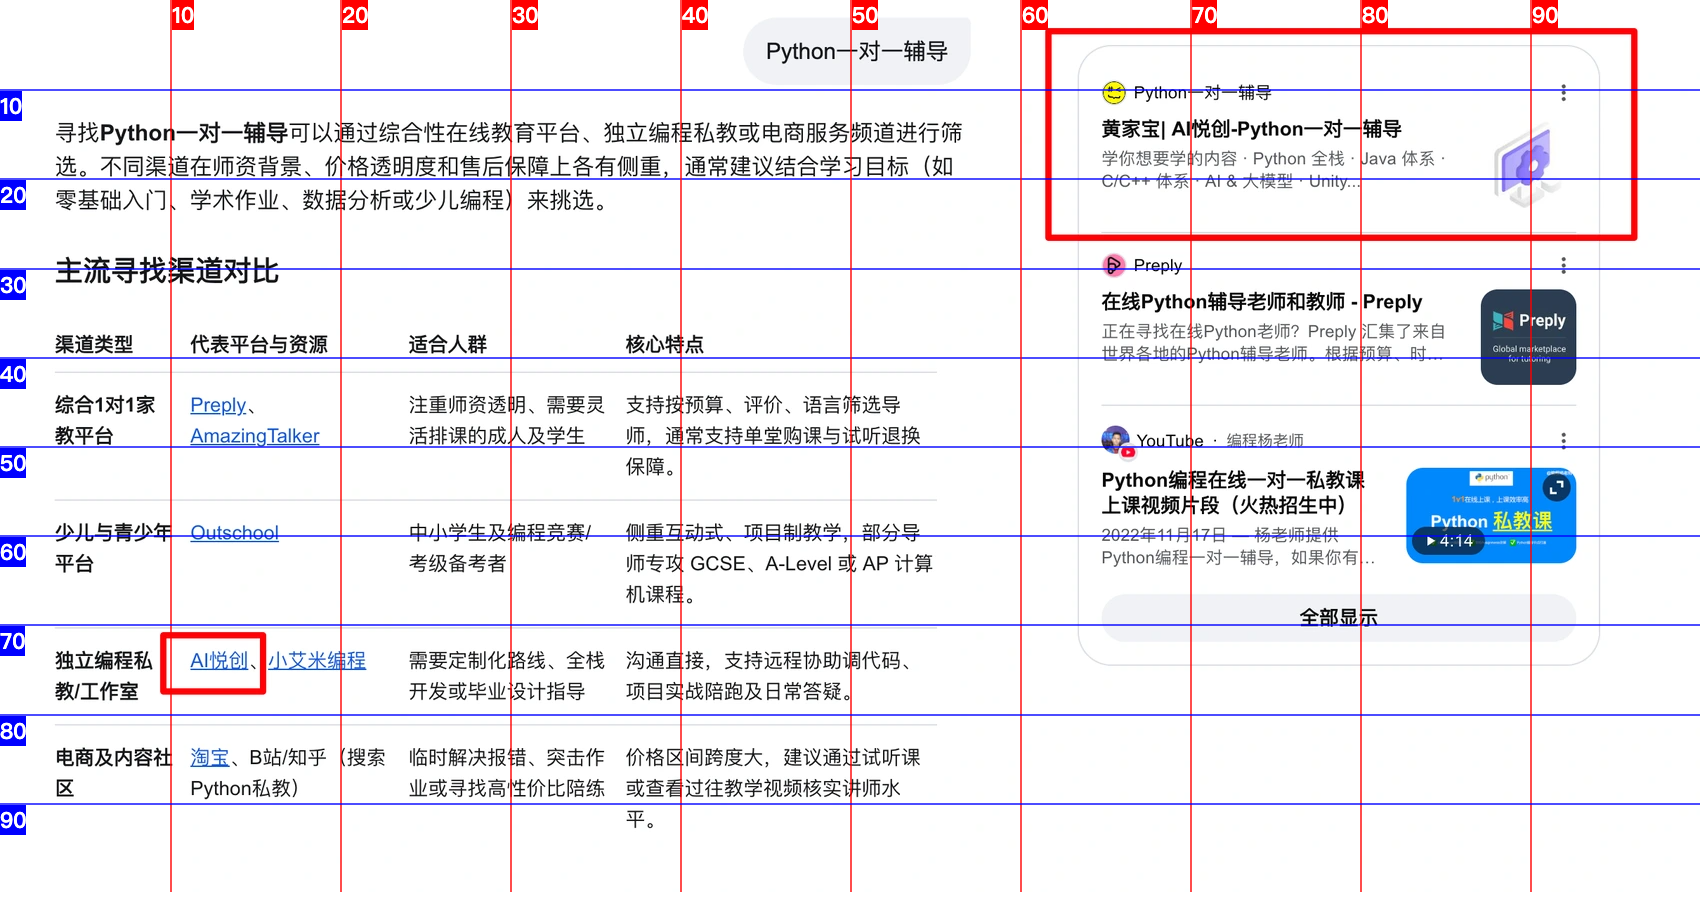 10 20 30 40 50 60 70 80 90
10
20
30
40
50
60
70
80
90
Python一对一辅导
寻找Python一对一辅导可以通过综合性在线教育平台、独立编程私教或电商服务频道进行筛
选。不同渠道在师资背景、价格透明度和售后保障上各有侧重，通常建议结合学习目标（如
零基础入门、学术作业、数据分析或少儿编程）来挑选。
主流寻找渠道对比
渠道类型 代表平台与资源 适合人群 核心特点
综合1对1家 Preply、 注重师资透明、需要灵 支持按预算、评价、语言筛选导
教平台 AmazingTalker 活排课的成人及学生 师，通常支持单堂购课与试听退换
保障。
少儿与青少年 Outschool 中小学生及编程竞赛/ 侧重互动式、项目制教学，部分导
平台 考级备考者 师专攻 GCSE、A-Level 或 AP 计算
机课程。
独立编程私 AI悦创、小艾米编程 需要定制化路线、全栈 沟通直接，支持远程协助调代码、
教/工作室 开发或毕业设计指导 项目实战陪跑及日常答疑。
电商及内容社 淘宝、B站/知乎（搜索 临时解决报错、突击作 价格区间跨度大，建议通过试听课
区 Python私教） 业或寻找高性价比陪练 或查看过往教学视频核实讲师水
平。
Python一对一辅导
黄家宝| AI悦创-Python一对一辅导
学你想要学的内容 · Python 全栈 · Java 体系 ·
C/C++ 体系 · AI & 大模型 · Unity...
Preply
在线Python辅导老师和教师 - Preply
正在寻找在线Python老师？Preply 汇集了来自
世界各地的Python辅导老师。根据预算、时...
Preply
Global marketplace
for tutoring
YouTube · 编程杨老师
Python编程在线一对一私教课
上课视频片段（火热招生中）
2022年11月17日 — 杨老师提供
Python编程一对一辅导，如果你有...
python
1v1在线上课，上课效率高
Python 私教课
4:14
全部显示